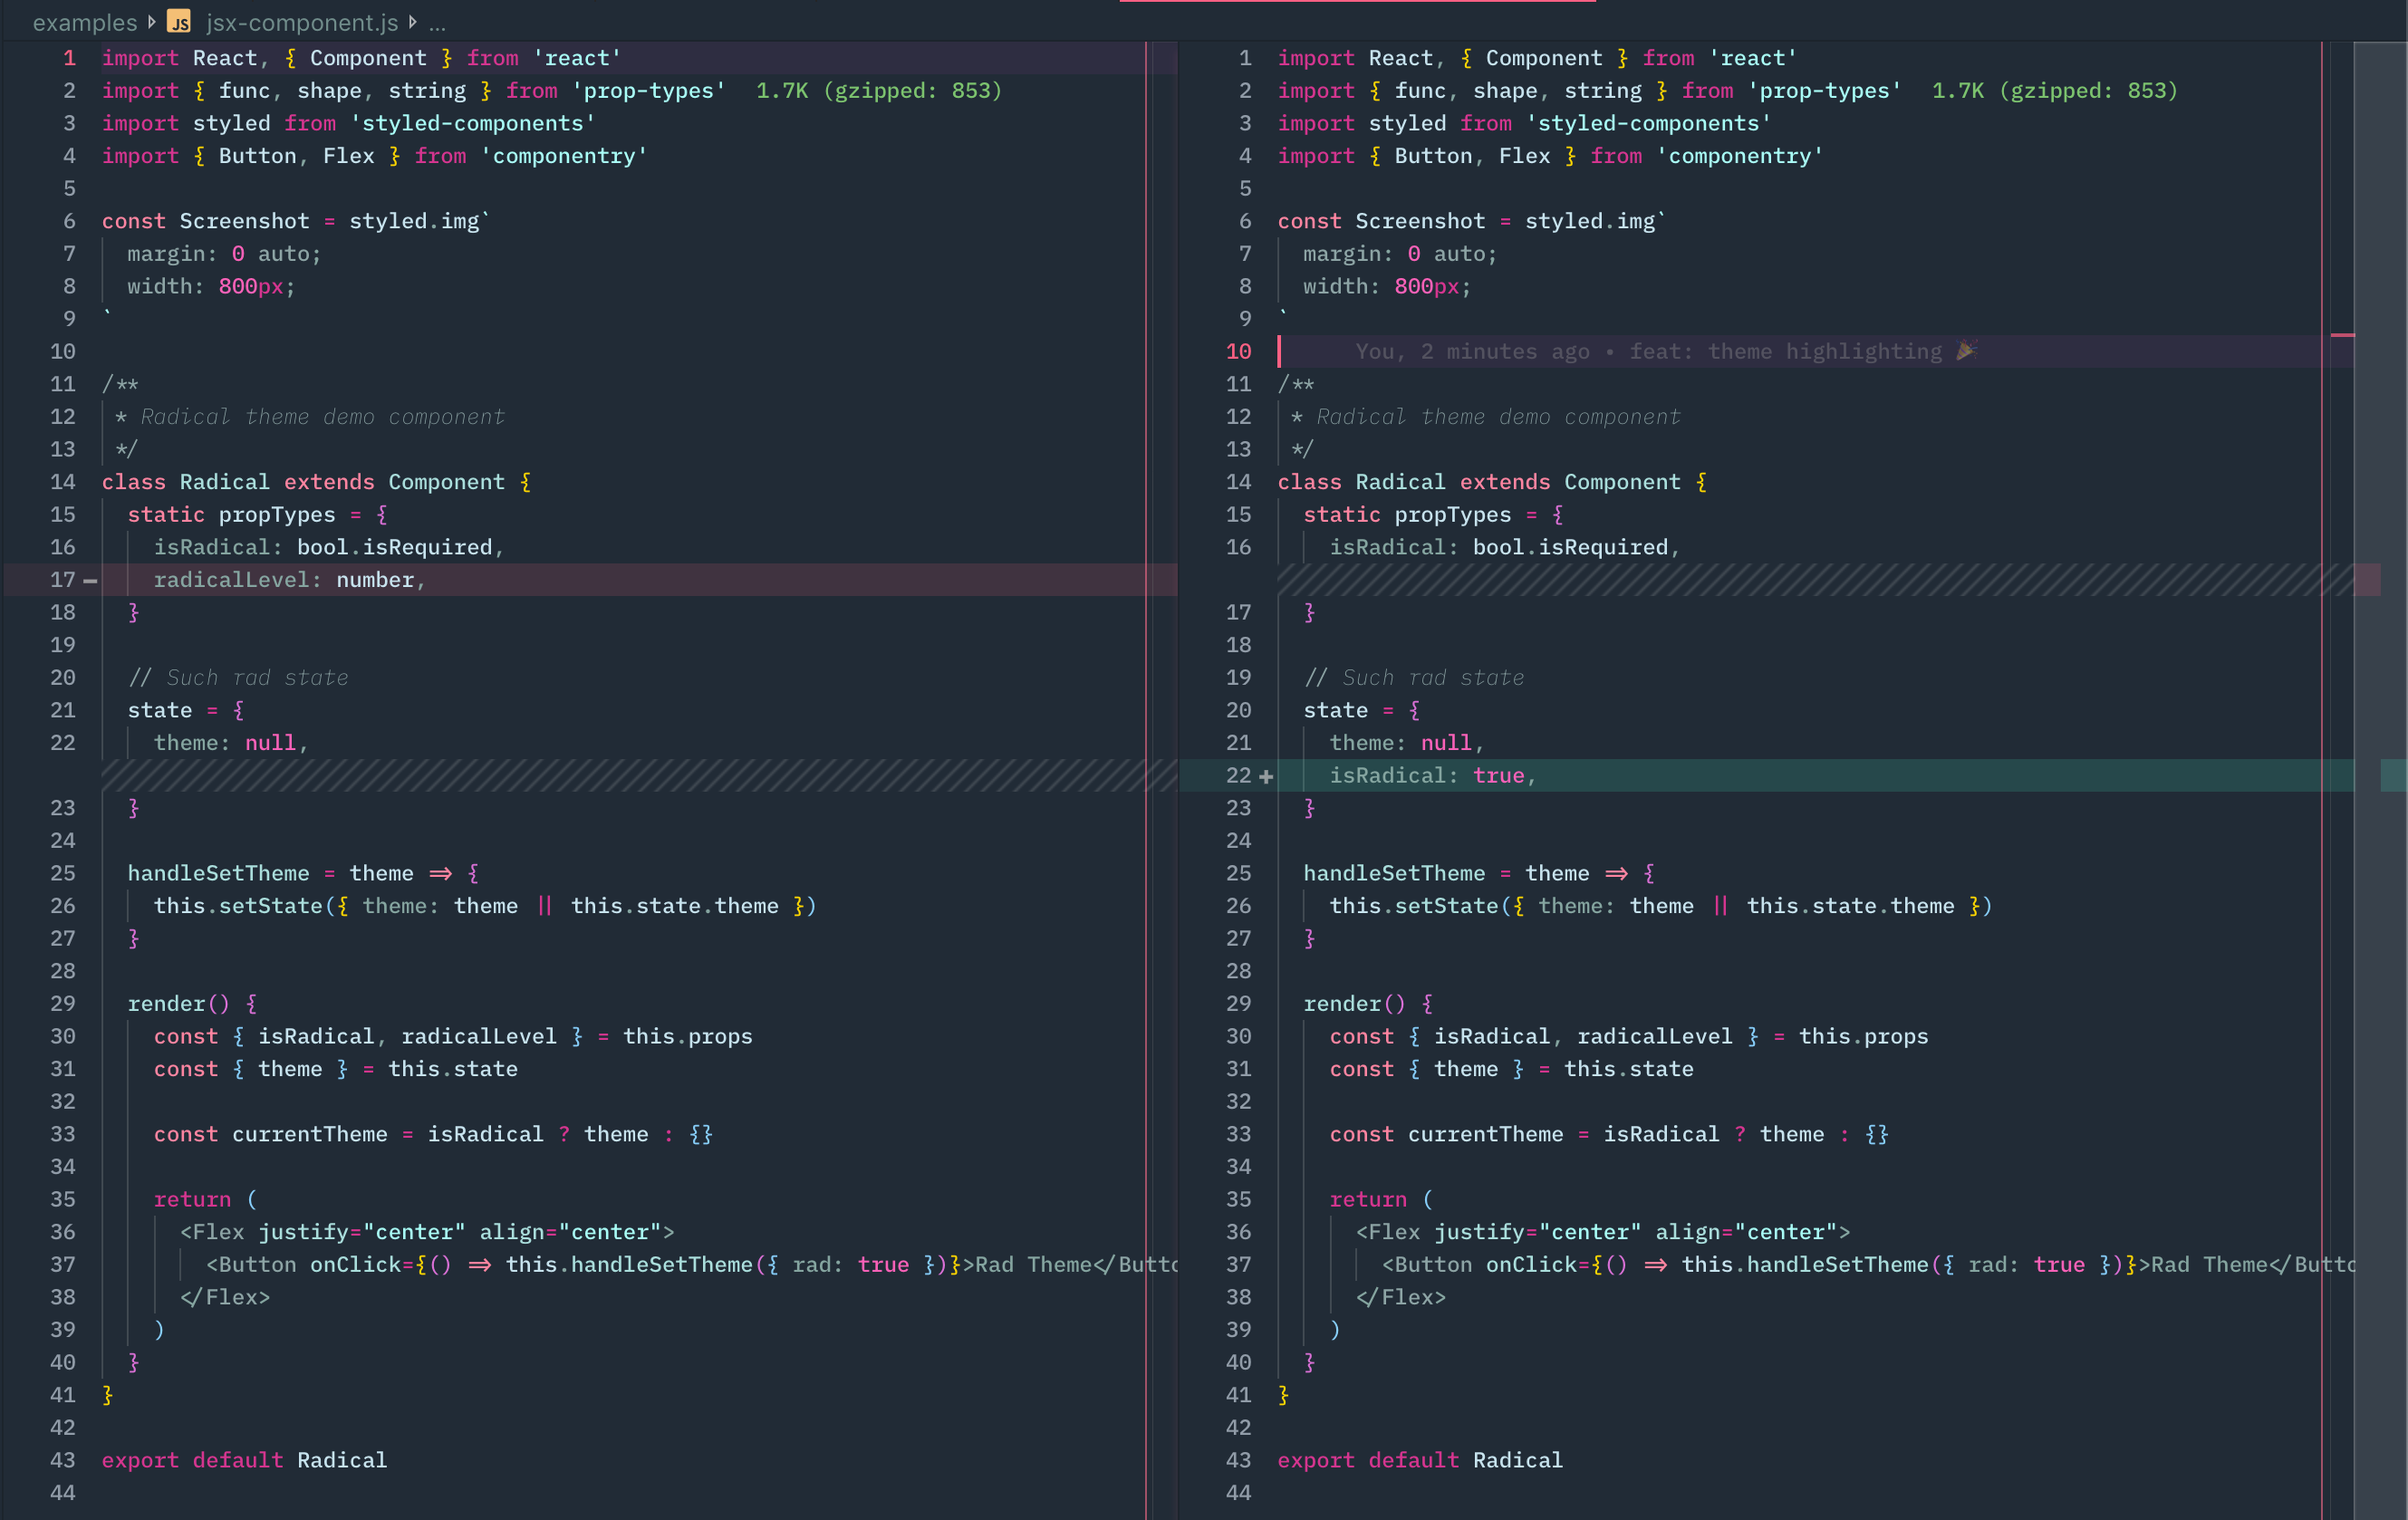 examples jsx-component.js ...
1 import React, { Component } from 'react'
2 import { func, shape, string } from 'prop-types' 1.7K (gzipped: 853)
3 import styled from 'styled-components'
4 import { Button, Flex } from 'componentry'
5
6 const Screenshot = styled.img`
7 margin: 0 auto;
8 width: 800px;
9 `
10
11 /**
12 * Radical theme demo component
13 */
14 class Radical extends Component {
15 static propTypes = {
16 isRadical: bool.isRequired,
17 — radicalLevel: number,
18 }
19
20 // Such rad state
21 state = {
22 theme: null,
23 }
24
25 handleSetTheme = theme => {
26 this.setState({ theme: theme || this.state.theme })
27 }
28
29 render() {
30 const { isRadical, radicalLevel } = this.props
31 const { theme } = this.state
32
33 const currentTheme = isRadical ? theme : {}
34
35 return (
36 <Flex justify="center" align="center">
37 <Button onClick={() => this.handleSetTheme({ rad: true })}>Rad Theme</Butto
38 </Flex>
39 )
40 }
41 }
42
43 export default Radical
44
1 import React, { Component } from 'react'
2 import { func, shape, string } from 'prop-types' 1.7K (gzipped: 853)
3 import styled from 'styled-components'
4 import { Button, Flex } from 'componentry'
5
6 const Screenshot = styled.img`
7 margin: 0 auto;
8 width: 800px;
9 `
10 You, 2 minutes ago • feat: theme highlighting 🎉
11 /**
12 * Radical theme demo component
13 */
14 class Radical extends Component {
15 static propTypes = {
16 isRadical: bool.isRequired,
17 }
18
19 // Such rad state
20 state = {
21 theme: null,
22 + isRadical: true,
23 }
24
25 handleSetTheme = theme => {
26 this.setState({ theme: theme || this.state.theme })
27 }
28
29 render() {
30 const { isRadical, radicalLevel } = this.props
31 const { theme } = this.state
32
33 const currentTheme = isRadical ? theme : {}
34
35 return (
36 <Flex justify="center" align="center">
37 <Button onClick={() => this.handleSetTheme({ rad: true })}>Rad Theme</Butto
38 </Flex>
39 )
40 }
41 }
42
43 export default Radical
44